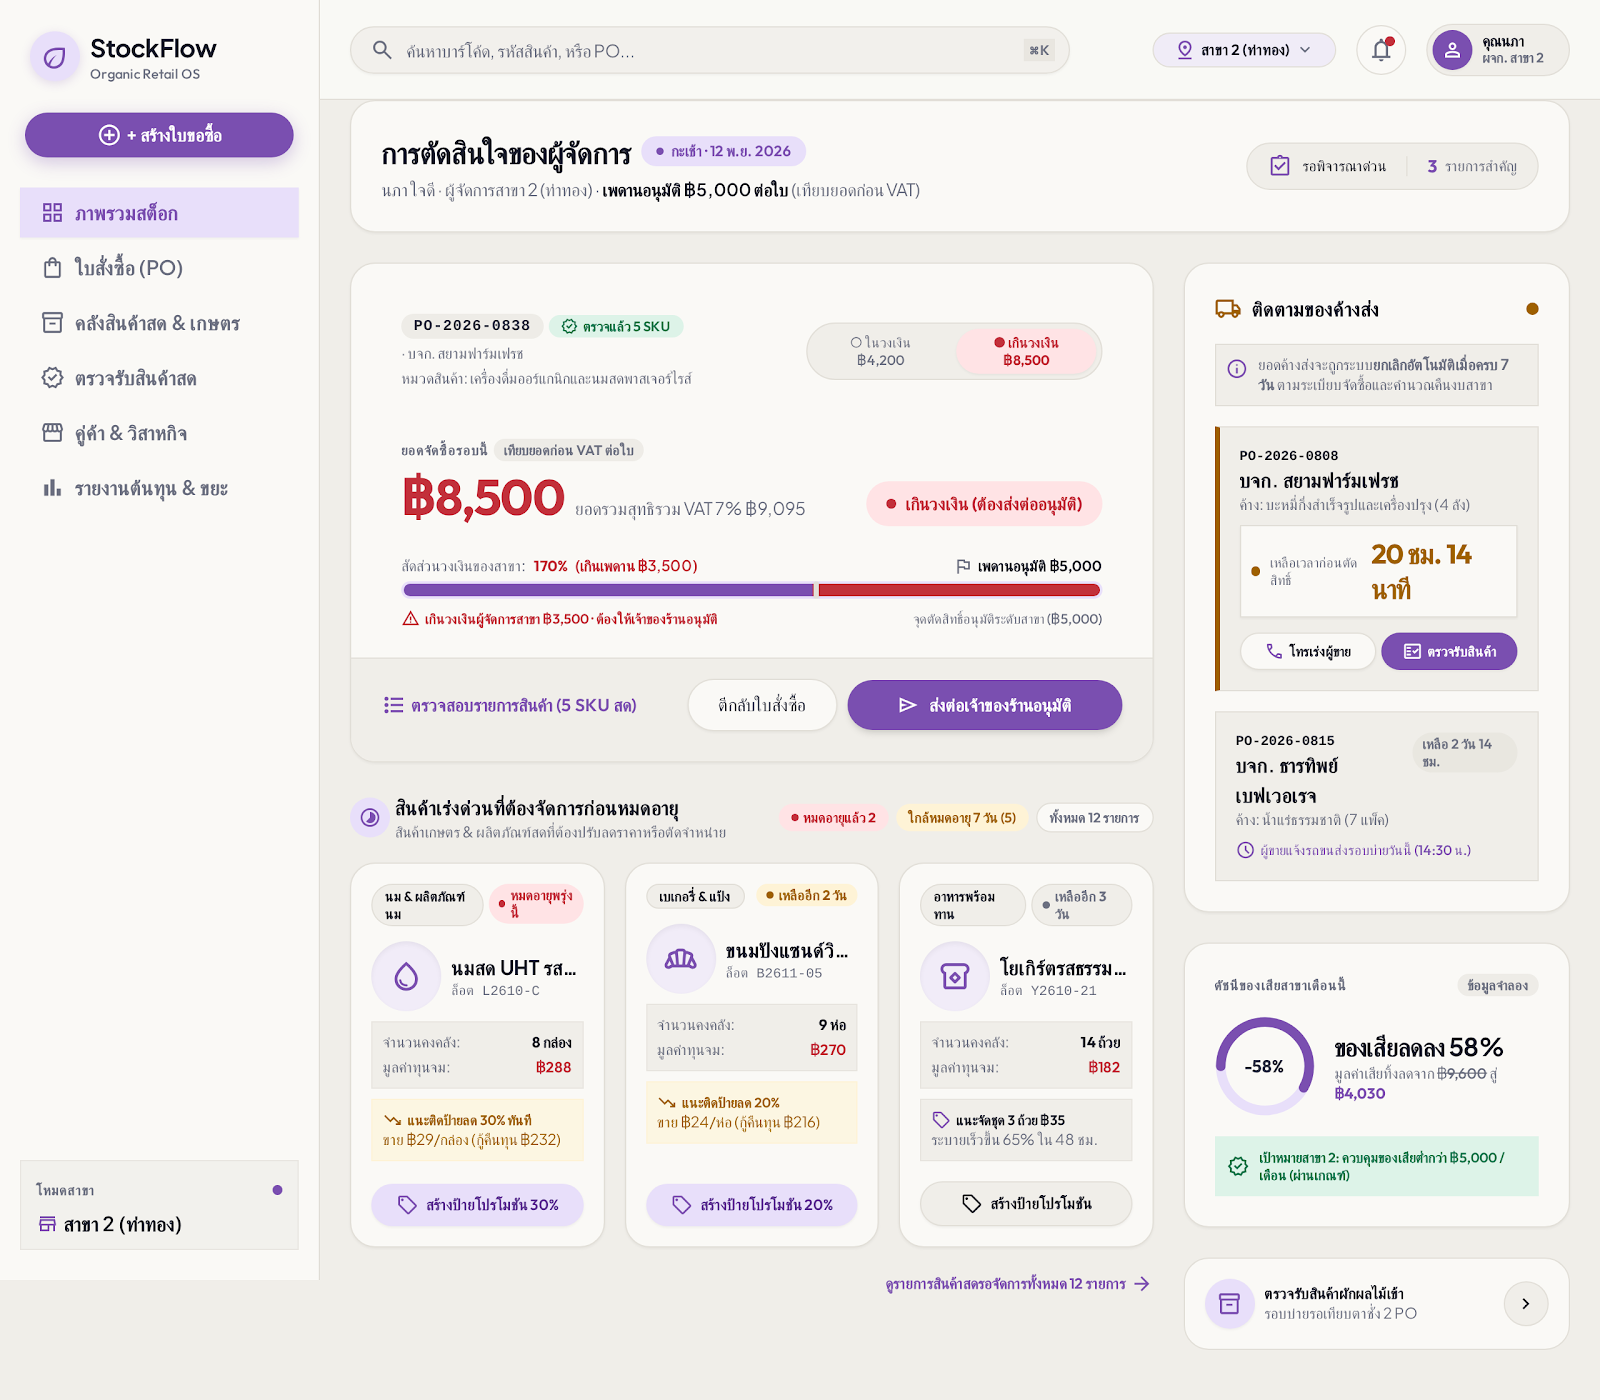 StockFlow
Organic Retail OS
+ สร้างใบขอซื้อ
ภาพรวมสต็อก
ใบสั่งซื้อ (PO)
คลังสินค้าสด & เกษตร
ตรวจรับสินค้าสด
คู่ค้า & วิสาหกิจ
รายงานต้นทุน & ขยะ
โหมดสาขา
สาขา 2 (ท่าทอง)
ค้นหาบาร์โค้ด, รหัสสินค้า, หรือ PO...
⌘K
สาขา 2 (ท่าทอง)
คุณนภา
ผจก. สาขา 2
การตัดสินใจของผู้จัดการ
กะเช้า · 12 พ.ย. 2026
นภา ใจดี · ผู้จัดการสาขา 2 (ท่าทอง) · เพดานอนุมัติ ฿5,000 ต่อใบ (เทียบยอดก่อน VAT)
รอพิจารณาด่วน
3 รายการสำคัญ
PO-2026-0838
ตรวจแล้ว 5 SKU
· บจก. สยามฟาร์มเฟรช
หมวดสินค้า: เครื่องดื่มออร์แกนิกและนมสดพาสเจอร์ไรส์
ในวงเงิน
฿4,200
เกินวงเงิน
฿8,500
ยอดจัดซื้อรอบนี้
เทียบยอดก่อน VAT ต่อใบ
฿8,500
ยอดรวมสุทธิรวม VAT 7% ฿9,095
เกินวงเงิน (ต้องส่งต่ออนุมัติ)
สัดส่วนวงเงินของสาขา: 170% (เกินเพดาน ฿3,500)
เพดานอนุมัติ ฿5,000
เกินวงเงินผู้จัดการสาขา ฿3,500 · ต้องให้เจ้าของร้านอนุมัติ
จุดตัดสิทธิ์อนุมัติระดับสาขา (฿5,000)
ตรวจสอบรายการสินค้า (5 SKU สด)
ตีกลับใบสั่งซื้อ
ส่งต่อเจ้าของร้านอนุมัติ
สินค้าเร่งด่วนที่ต้องจัดการก่อนหมดอายุ
สินค้าเกษตร & ผลิตภัณฑ์สดที่ต้องปรับลดราคาหรือตัดจำหน่าย
หมดอายุแล้ว 2
ใกล้หมดอายุ 7 วัน (5)
ทั้งหมด 12 รายการ
นม & ผลิตภัณฑ์
นม
หมดอายุพรุ่ง
นี้
นมสด UHT รส...
ล็อต L2610-C
จำนวนคงคลัง: 8 กล่อง
มูลค่าทุนจม: ฿288
แนะติดป้ายลด 30% ทันที
ขาย ฿29/กล่อง (กู้คืนทุน ฿232)
สร้างป้ายโปรโมชัน 30%
เบเกอรี่ & แป้ง
เหลืออีก 2 วัน
ขนมปังแซนด์วิ...
ล็อต B2611-05
จำนวนคงคลัง: 9 ห่อ
มูลค่าทุนจม: ฿270
แนะติดป้ายลด 20%
ขาย ฿24/ห่อ (กู้คืนทุน ฿216)
สร้างป้ายโปรโมชัน 20%
อาหารพร้อม
ทาน
เหลืออีก 3
วัน
โยเกิร์ตรสธรรม...
ล็อต Y2610-21
จำนวนคงคลัง: 14 ถ้วย
มูลค่าทุนจม: ฿182
แนะจัดชุด 3 ถ้วย ฿35
ระบายเร็วขึ้น 65% ใน 48 ชม.
สร้างป้ายโปรโมชัน
ดูรายการสินค้าสดรอจัดการทั้งหมด 12 รายการ
ติดตามของค้างส่ง
ยอดค้างส่งจะถูกระบบยกเลิกอัตโนมัติเมื่อครบ 7
วัน ตามระเบียบจัดซื้อและคำนวณคืนงบสาขา
PO-2026-0808
บจก. สยามฟาร์มเฟรช
ค้าง: บะหมี่กึ่งสำเร็จรูปและเครื่องปรุง (4 ลัง)
เหลือเวลาก่อนตัด
สิทธิ์
20 ชม. 14
นาที
โทรเร่งผู้ขาย
ตรวจรับสินค้า
PO-2026-0815
เหลือ 2 วัน 14
ชม.
บจก. ธารทิพย์
เบฟเวอเรจ
ค้าง: น้ำแร่ธรรมชาติ (7 แพ็ค)
ผู้ขายแจ้งรถขนส่งรอบบ่ายวันนี้ (14:30 น.)
ดัชนีของเสียสาขาเดือนนี้
ข้อมูลจำลอง
-58%
ของเสียลดลง 58%
มูลค่าเสียทิ้งลดจาก ฿9,600 สู่
฿4,030
เป้าหมายสาขา 2: ควบคุมของเสียต่ำกว่า ฿5,000 /
เดือน (ผ่านเกณฑ์)
ตรวจรับสินค้าผักผลไม้เช้า
รอบบ่ายรอเทียบตาชั่ง 2 PO